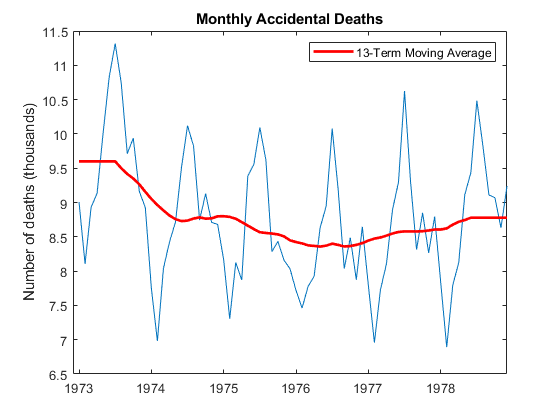 Monthly Accidental Deaths
13-Term Moving Average
Number of deaths (thousands)
11.5
11
10.5
10
9.5
9
8.5
8
7.5
7
6.5
1973 1974 1975 1976 1977 1978